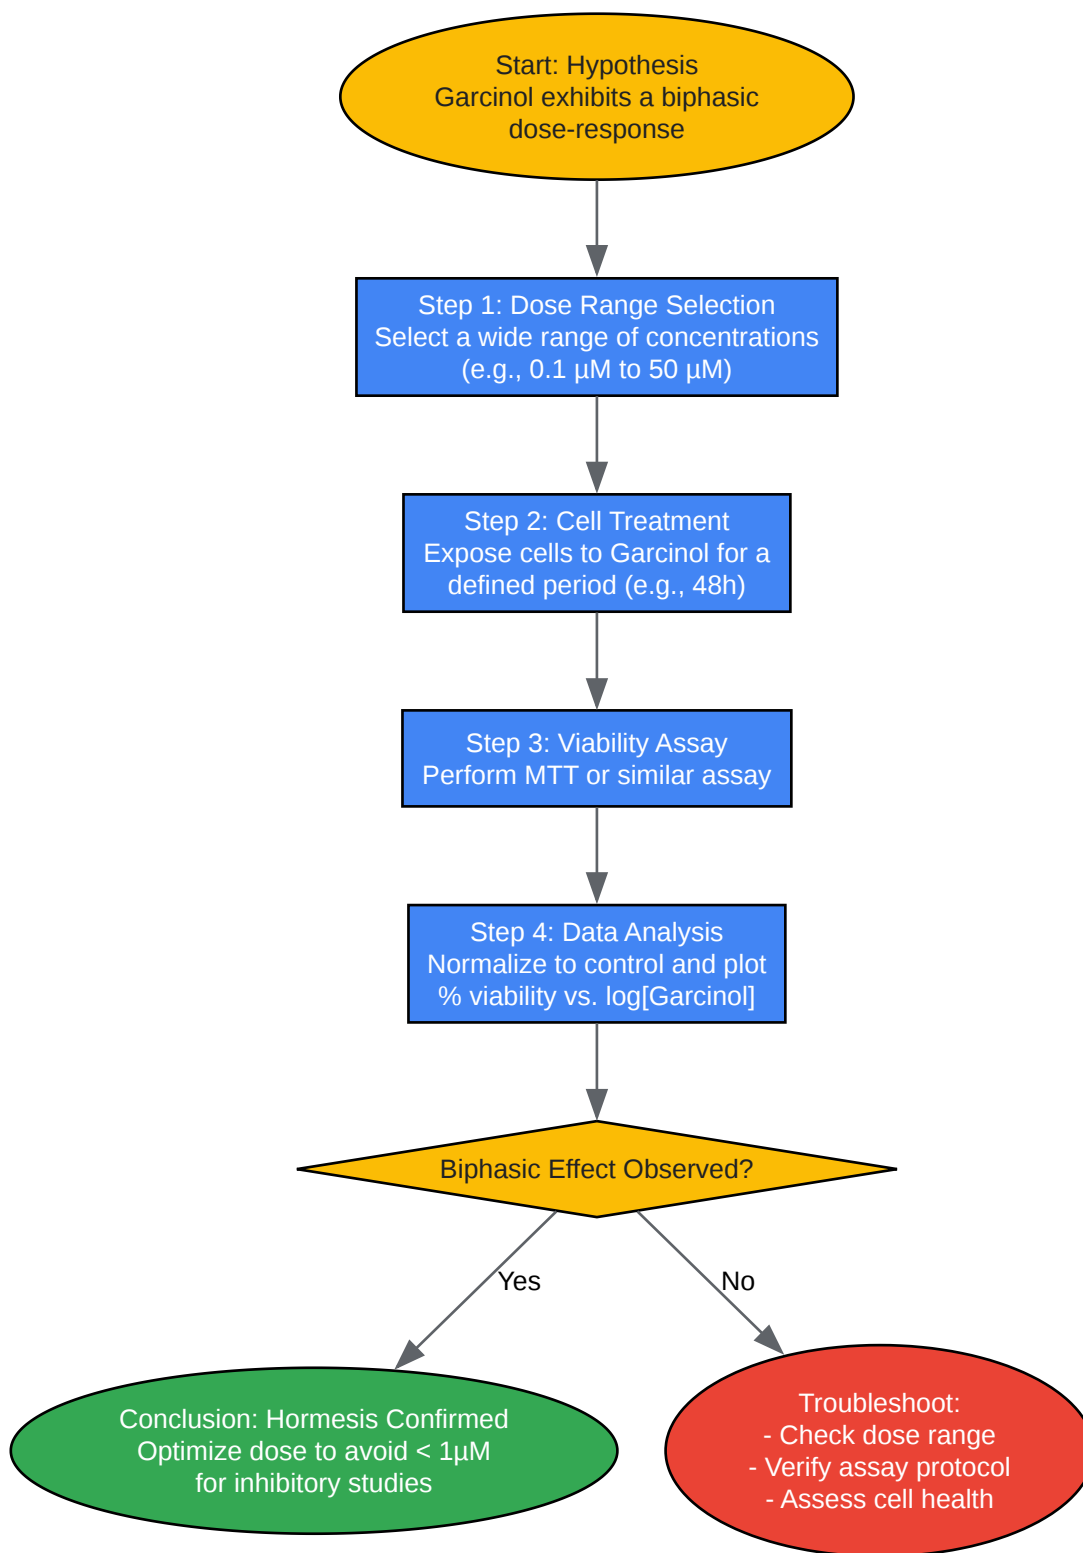 Start: Hypothesis
Garcinol exhibits a biphasic
dose-response
Step 1: Dose Range Selection
Select a wide range of concentrations
(e.g., 0.1 µM to 50 µM)
Step 2: Cell Treatment
Expose cells to Garcinol for a
defined period (e.g., 48h)
Step 3: Viability Assay
Perform MTT or similar assay
Step 4: Data Analysis
Normalize to control and plot
% viability vs. log[Garcinol]
Biphasic Effect Observed?
Yes
No
Conclusion: Hormesis Confirmed
Optimize dose to avoid < 1µM
for inhibitory studies
Troubleshoot:
- Check dose range
- Verify assay protocol
- Assess cell health